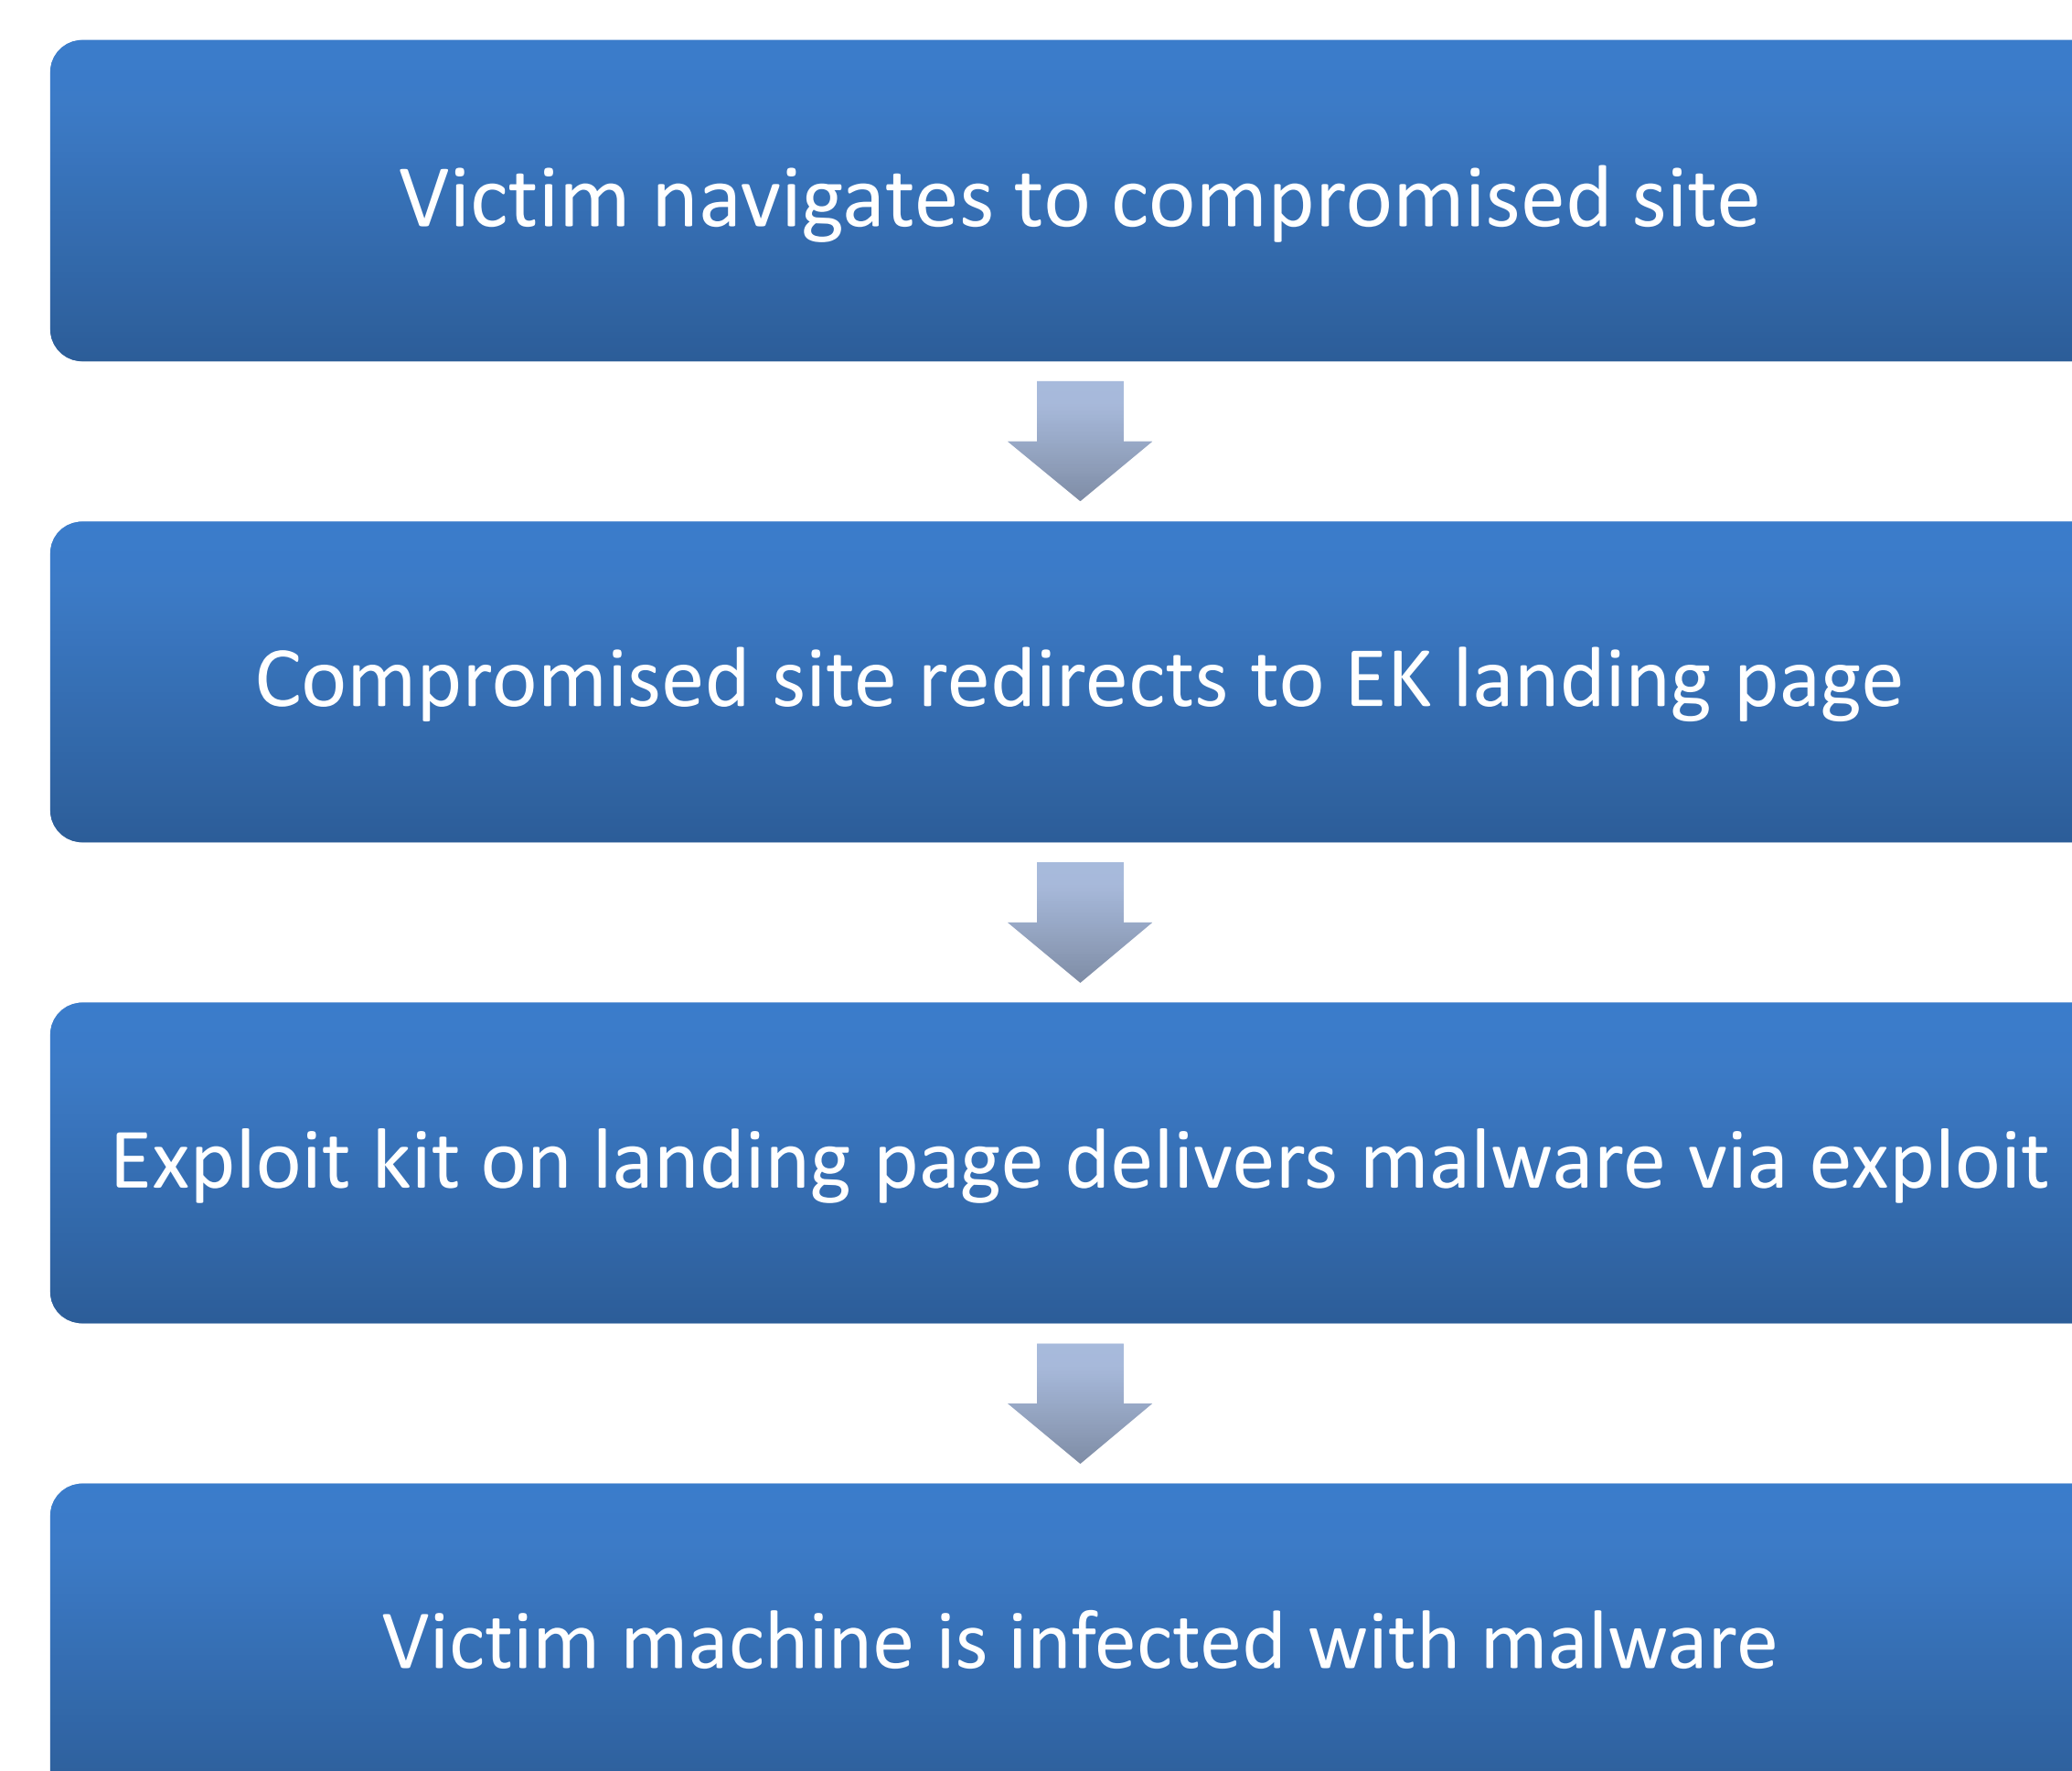 Victim navigates to compromised site
Compromised site redirects to EK landing page
Exploit kit on landing page delivers malware via exploit
Victim machine is infected with malware